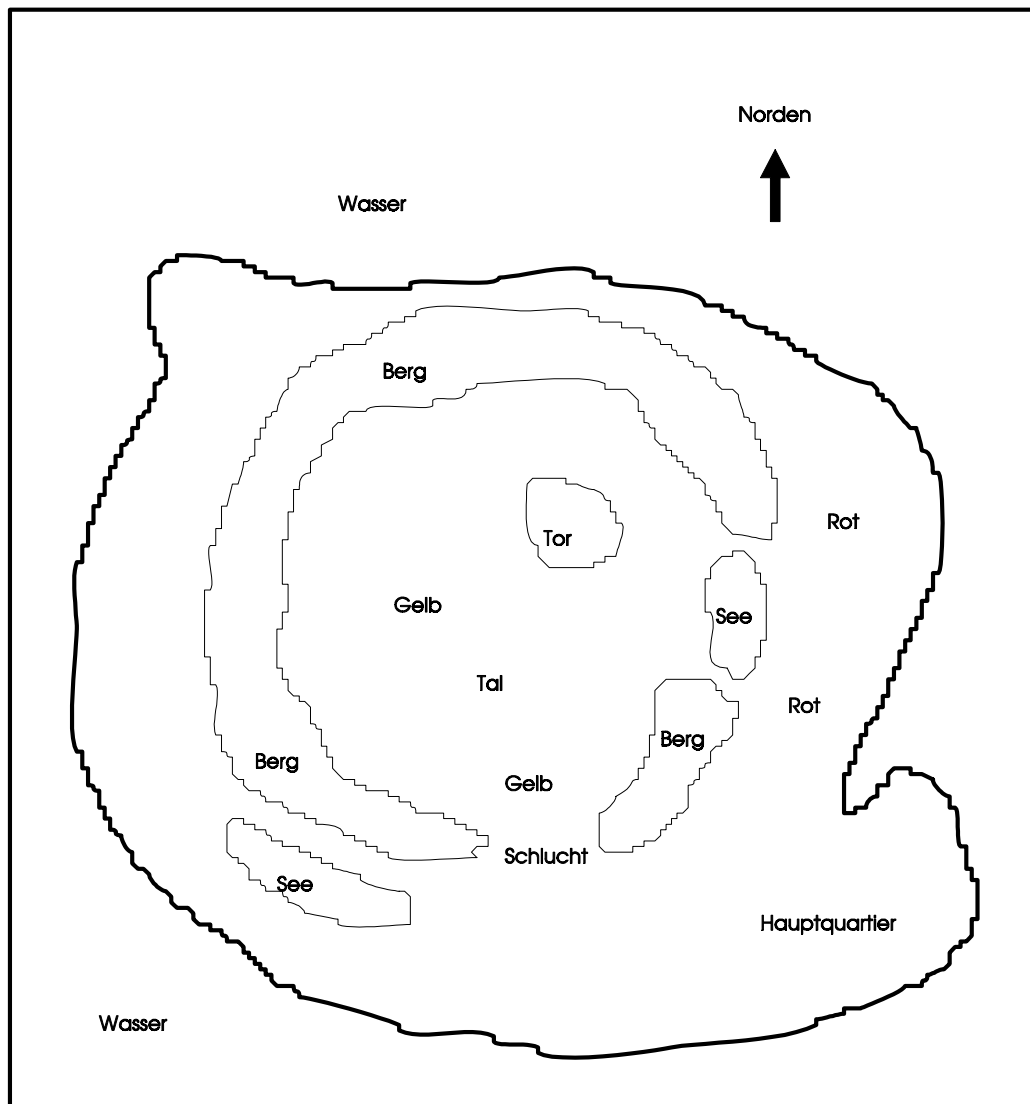 Norden
Wasser
Berg
Rot
Tor
Gelb
See
Tal
Rot
Berg
Berg
Gelb
Schlucht
See
Hauptquartier
Wasser